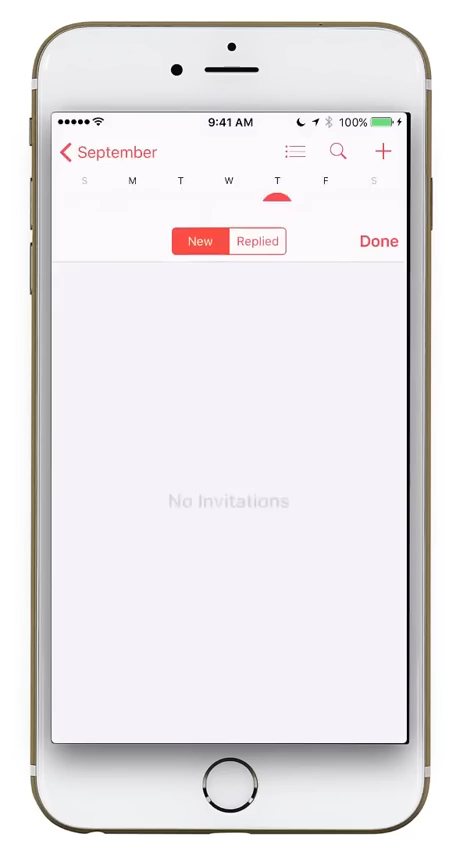 9:41 AM 100%
September
S M T W T F S
New Replied Done
No Invitations